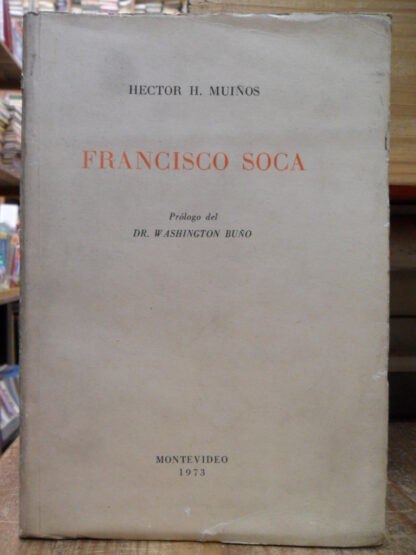 HECTOR H. MUIÑOS
FRANCISCO SOCA
Prólogo del
DR. WASHINGTON BUÑO
MONTEVIDEO
1973